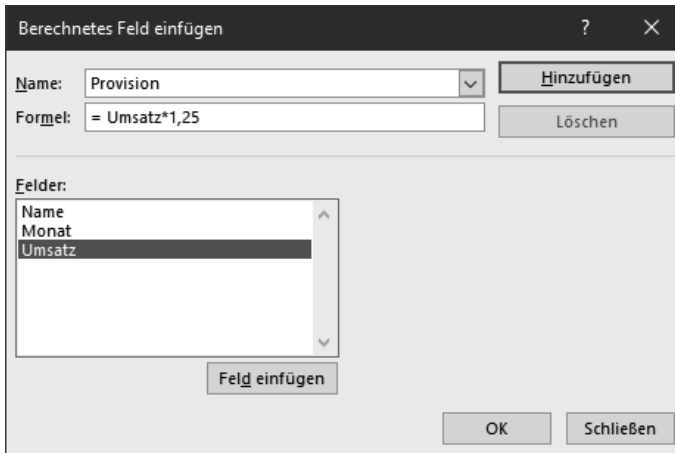 Berechnetes Feld einfügen ?
Name: Provision Hinzufügen
Formel: = Umsatz*1,25 Löschen
Felder:
Name
Monat
Umsatz
Feld einfügen
OK Schließen